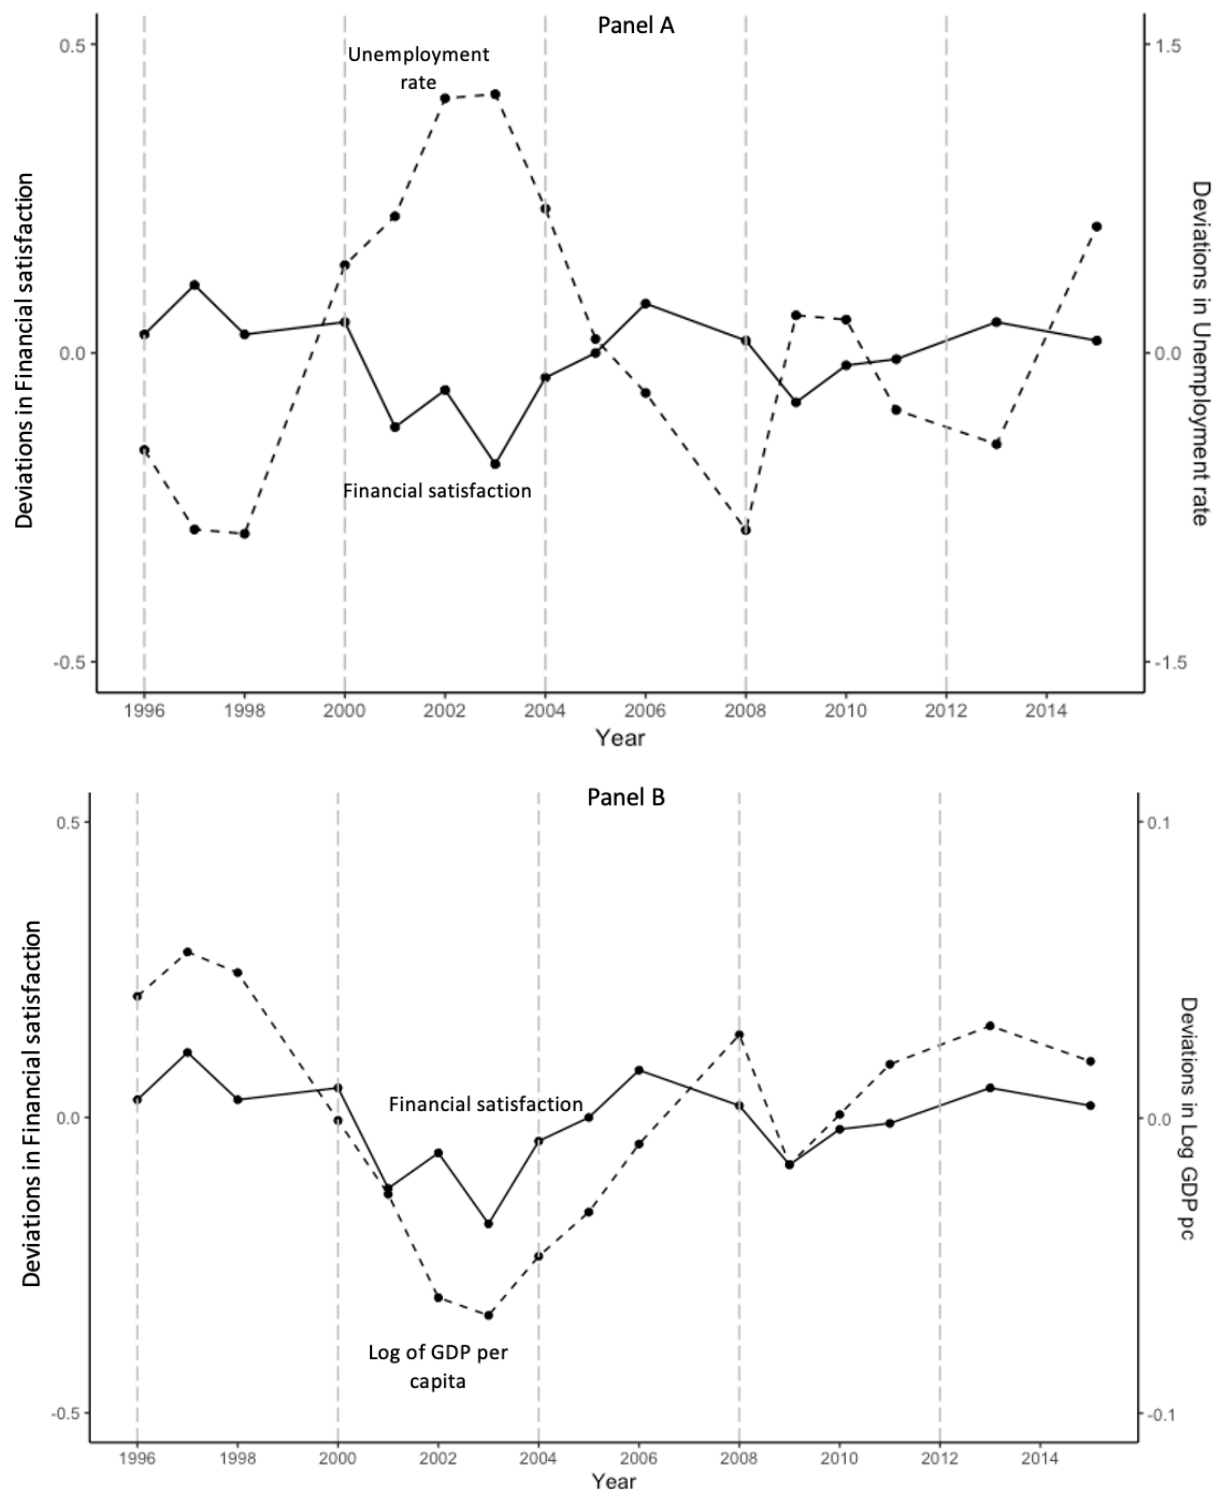 Panel A
0.5
1.5
Unemployment
rate
Deviations in Financial satisfaction
0.0
0.0
Deviations in Unemployment rate
Financial satisfaction
-0.5
-1.5
1996 1998 2000 2002 2004 2006 2008 2010 2012 2014
Year
Panel B
0.5
0.1
Deviations in Financial satisfaction
Financial satisfaction
0.0
0.0
Deviations in Log GDP pc
Log of GDP per
capita
-0.5
-0.1
1996 1998 2000 2002 2004 2006 2008 2010 2012 2014
Year